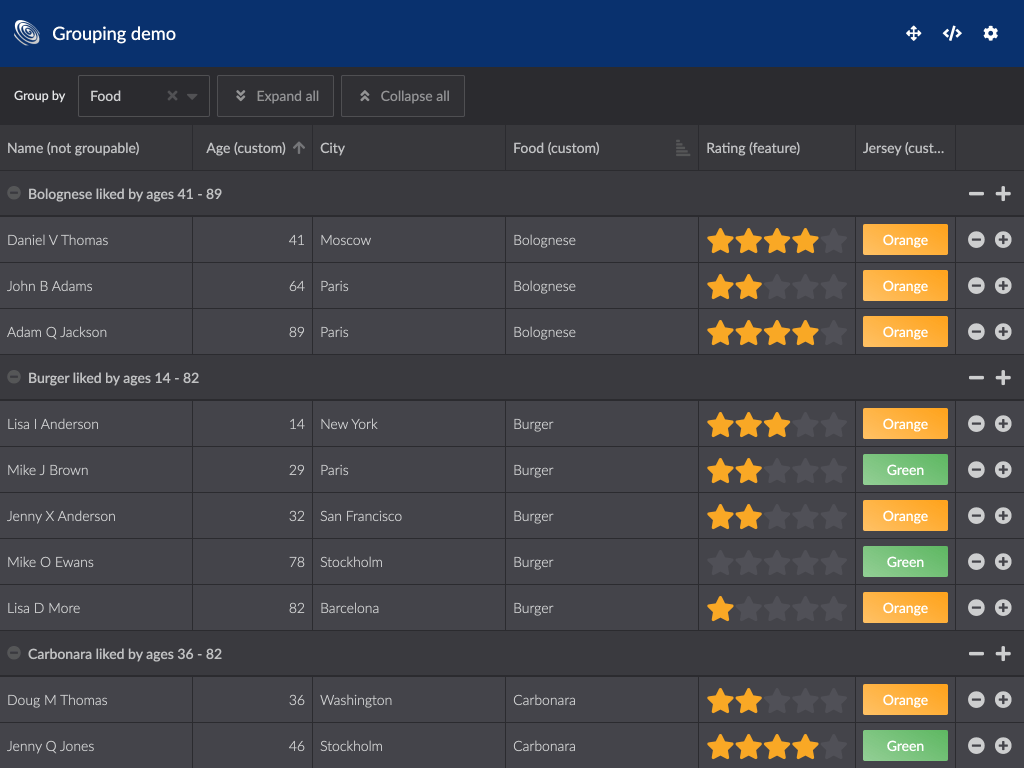 Grouping demo
Group by Food Expand all Collapse all
Name (not groupable) Age (custom) City Food (custom) Rating (feature) Jersey (cust...
Bolognese liked by ages 41 - 89
Daniel V Thomas 41 Moscow Bolognese Orange
John B Adams 64 Paris Bolognese Orange
Adam Q Jackson 89 Paris Bolognese Orange
Burger liked by ages 14 - 82
Lisa I Anderson 14 New York Burger Orange
Mike J Brown 29 Paris Burger Green
Jenny X Anderson 32 San Francisco Burger Orange
Mike O Ewans 78 Stockholm Burger Green
Lisa D More 82 Barcelona Burger Orange
Carbonara liked by ages 36 - 82
Doug M Thomas 36 Washington Carbonara Orange
Jenny Q Jones 46 Stockholm Carbonara Green